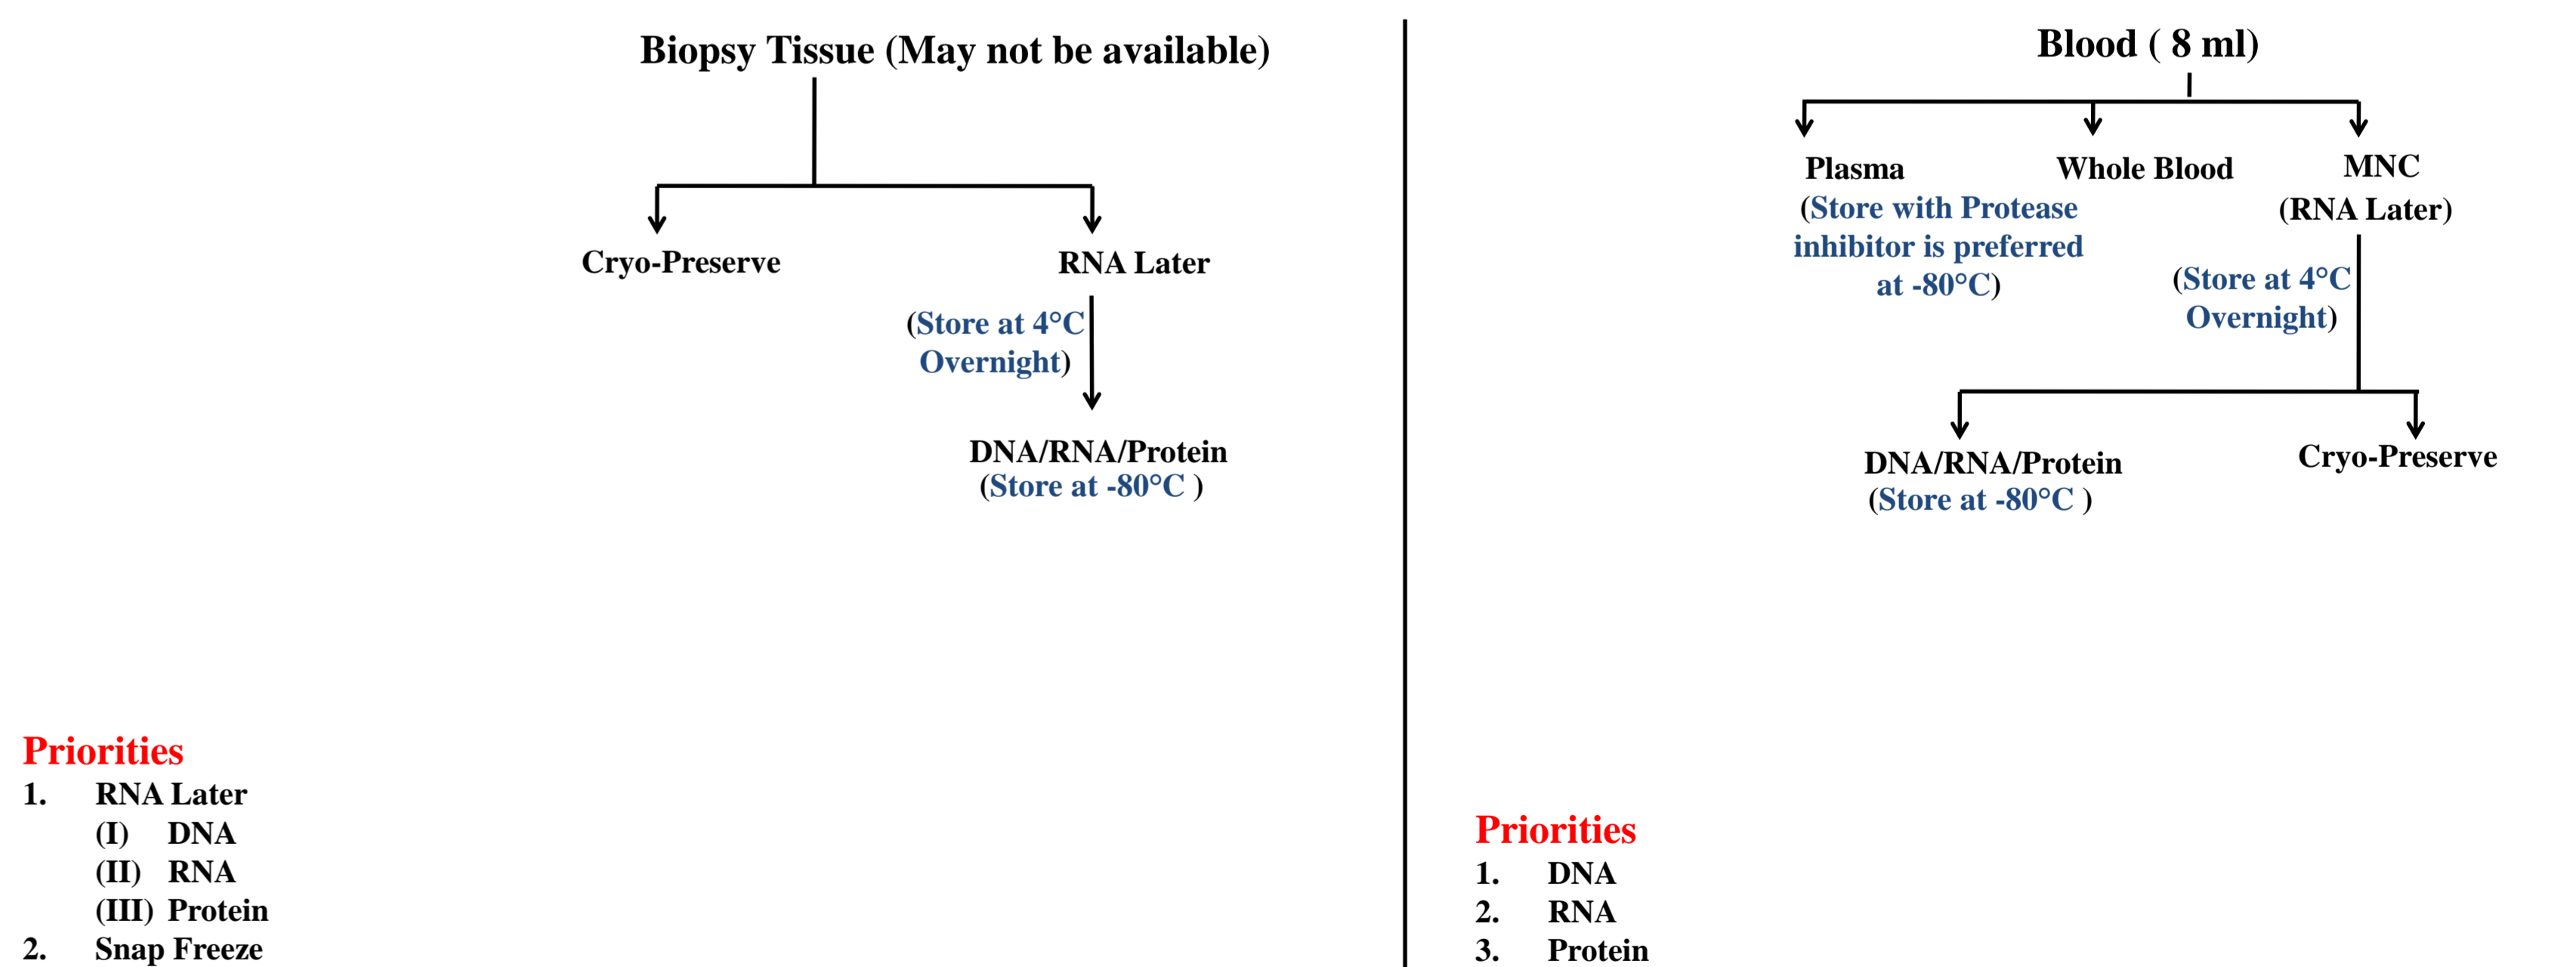 Biopsy Tissue (May not be available)
Cryo-Preserve
RNA Later
(Store at 4°C
Overnight)
DNA/RNA/Protein
(Store at -80°C )
Priorities
1. RNA Later
(I) DNA
(II) RNA
(III) Protein
2. Snap Freeze
Blood ( 8 ml)
Plasma
(Store with Protease
inhibitor is preferred
at -80°C)
Whole Blood
MNC
(RNA Later)
(Store at 4°C
Overnight)
DNA/RNA/Protein
(Store at -80°C )
Cryo-Preserve
Priorities
1. DNA
2. RNA
3. Protein